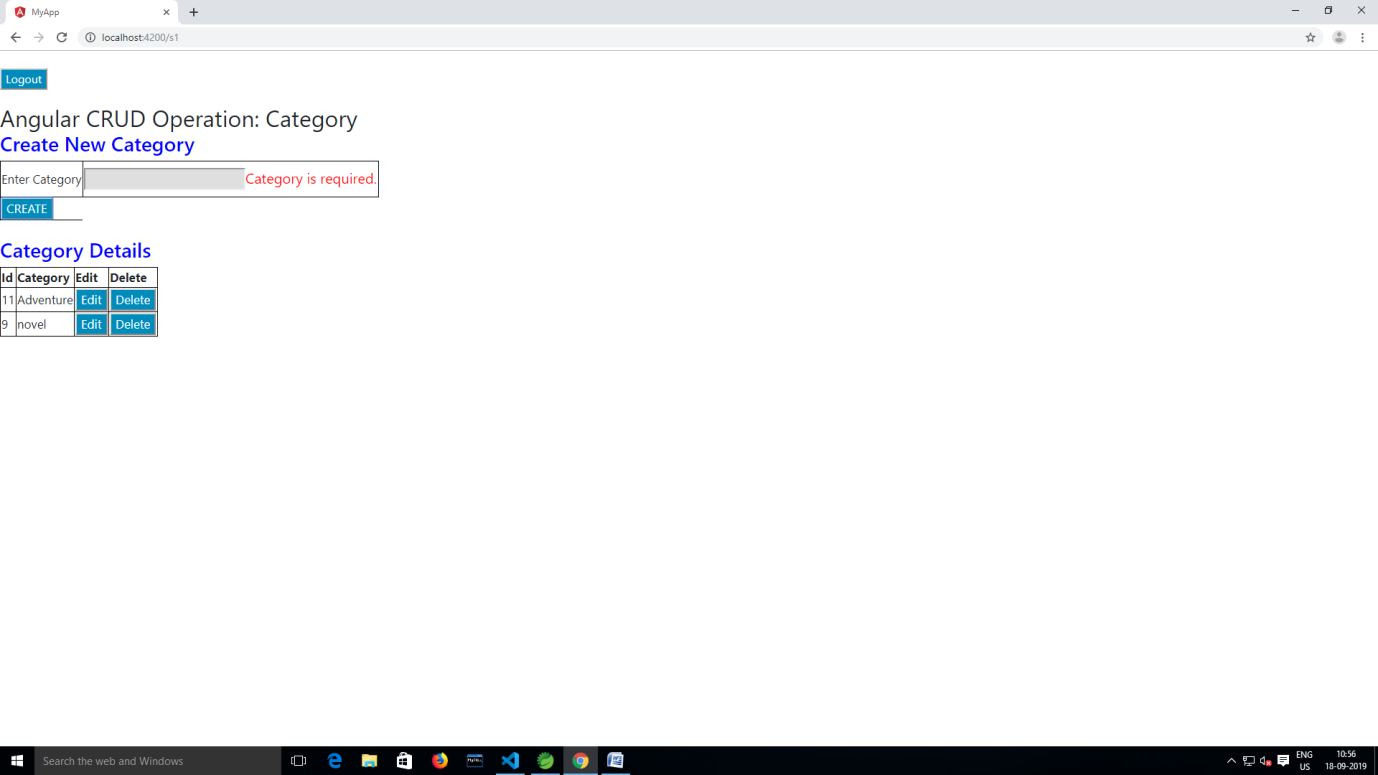 MyApp
localhost:4200/s1
Logout
Angular CRUD Operation: Category
Create New Category
Enter Category Category is required.
CREATE
Category Details
Id Category Edit Delete
11 Adventure Edit Delete
9 novel Edit Delete
Search the web and Windows
ENG 10:56
US 18-09-2019